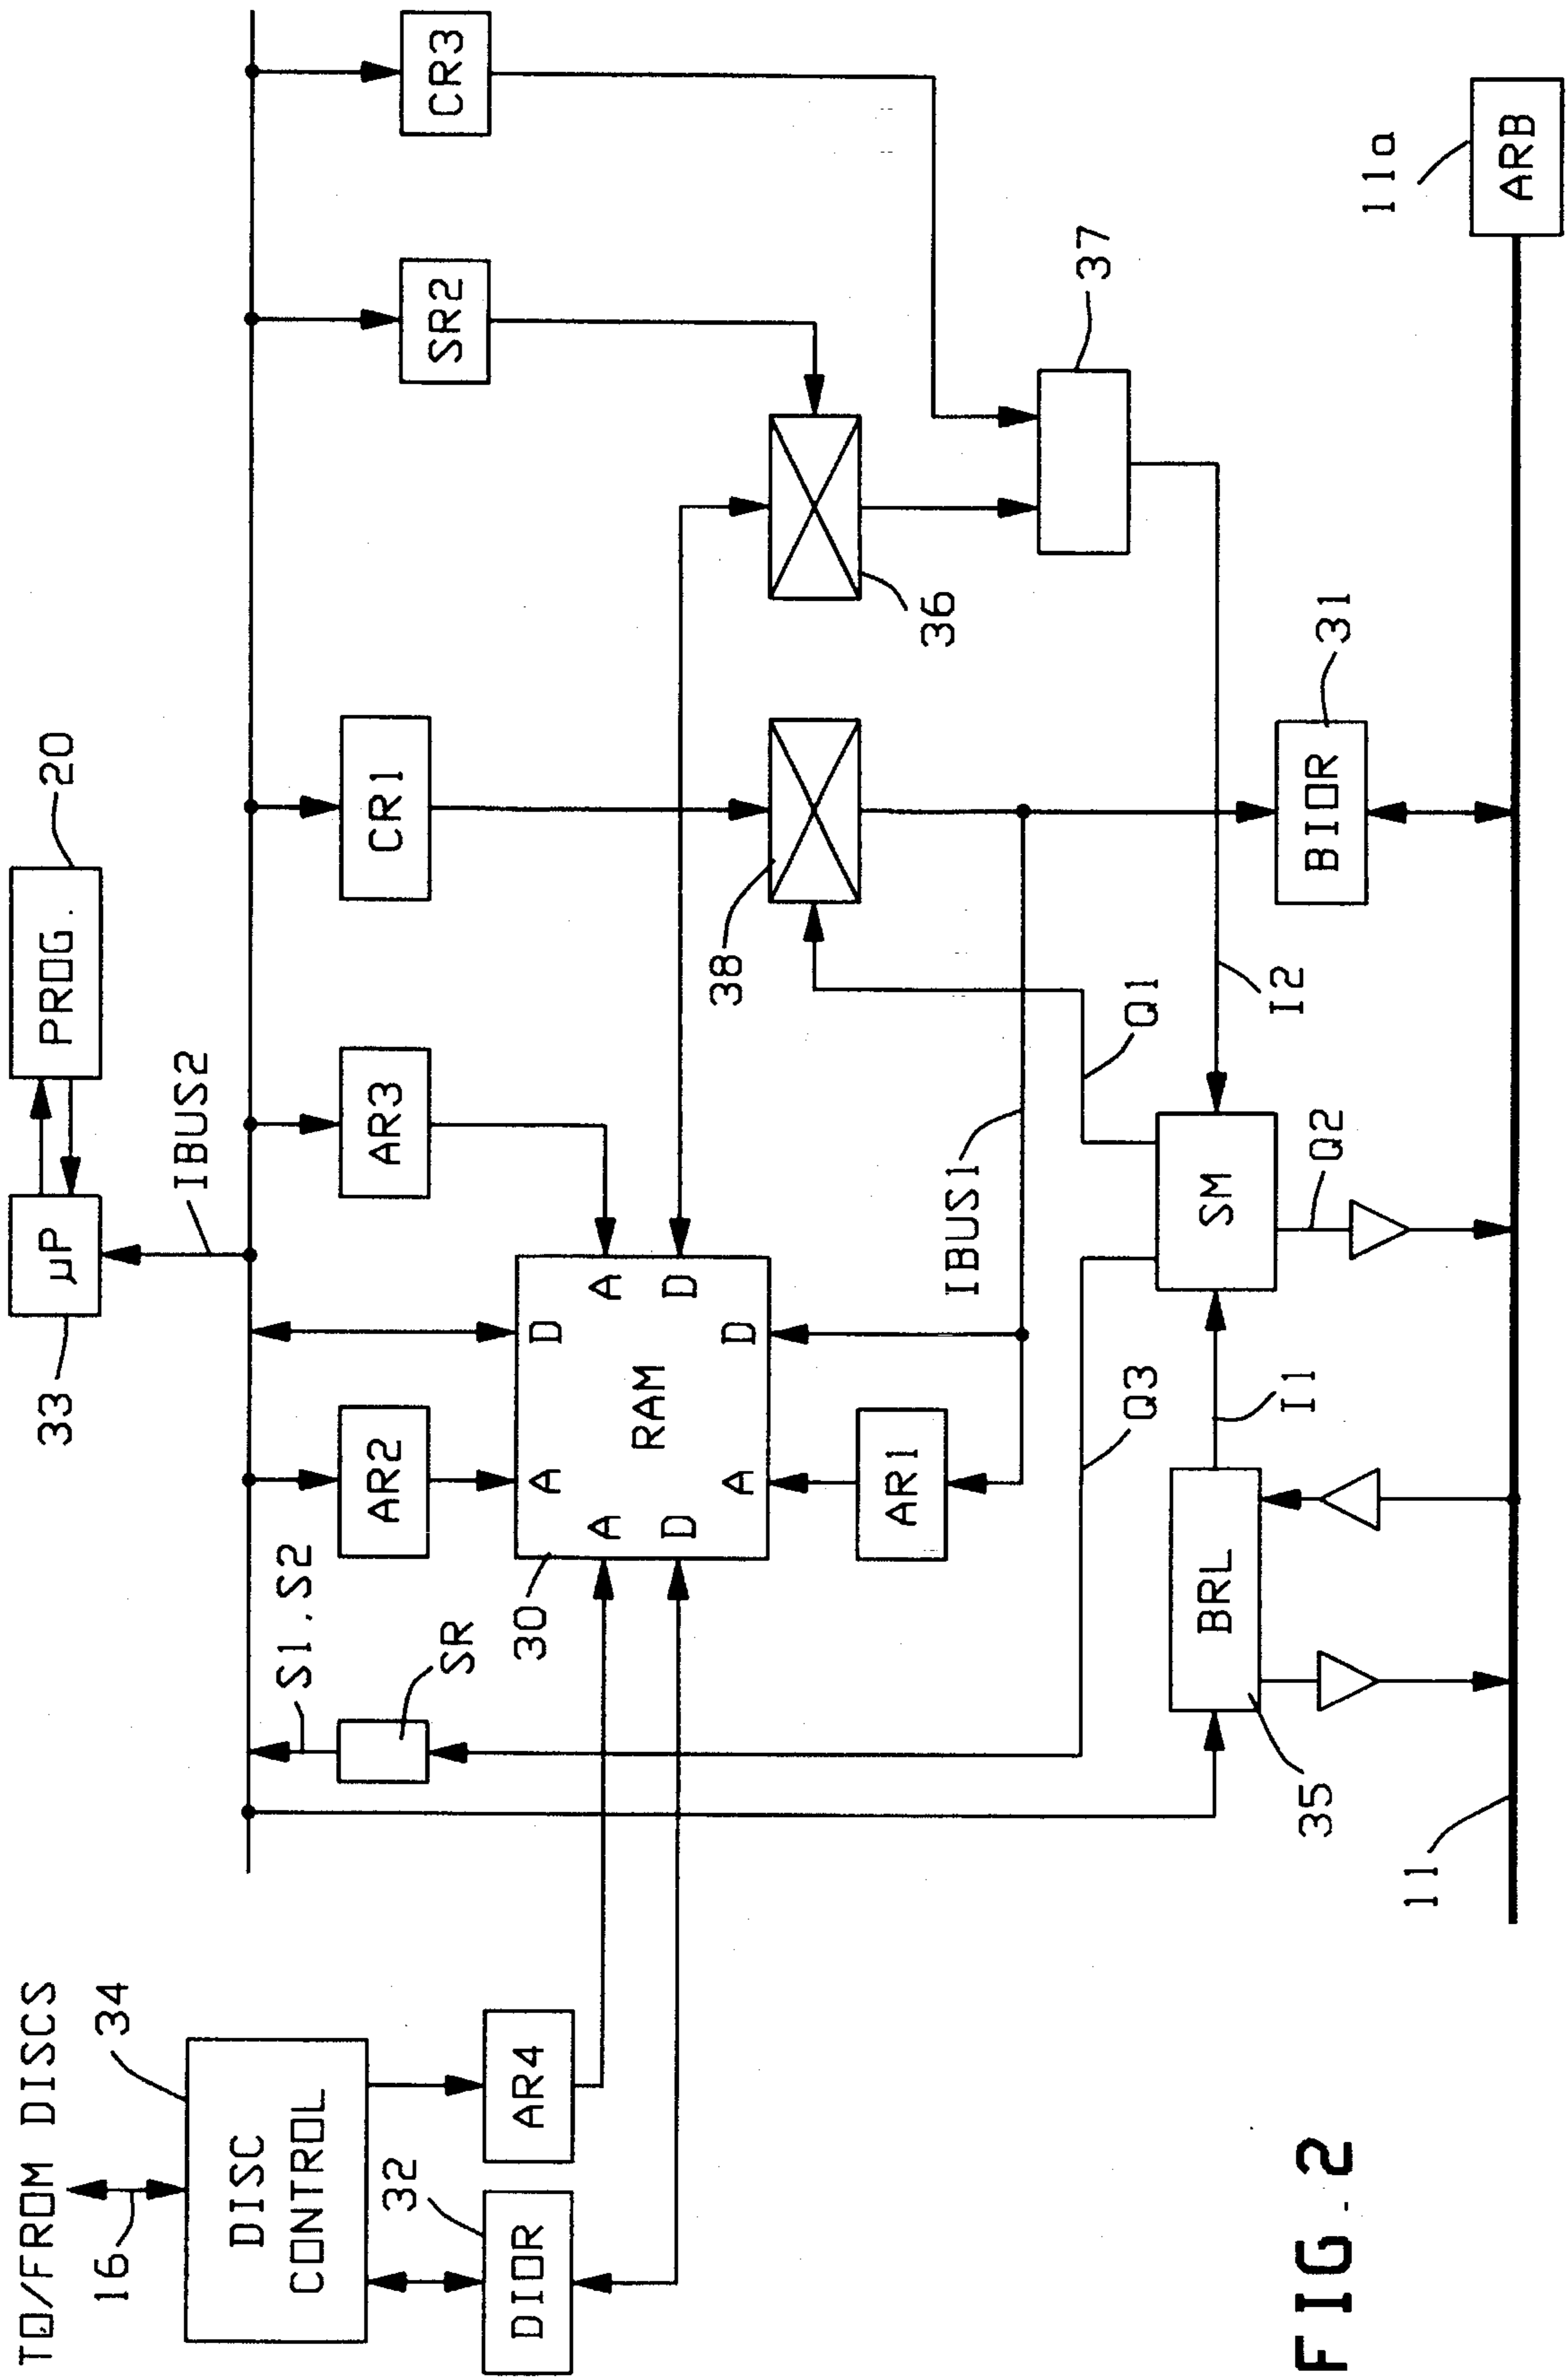 TO/FROM DISCS
16
34
DISC
CONTROL
32
DIOR
AR4
33
µP
PROG.
20
IBUS2
S1,S2
SR
AR2
AR3
CR1
SR2
CR3
30
RAM
A
D
A
D
A
D
A
D
AR1
IBUS1
38
36
37
Q3
Q1
I1
I2
Q2
BRL
35
SM
BIOR
31
11
11a
ARB
FIG. 2